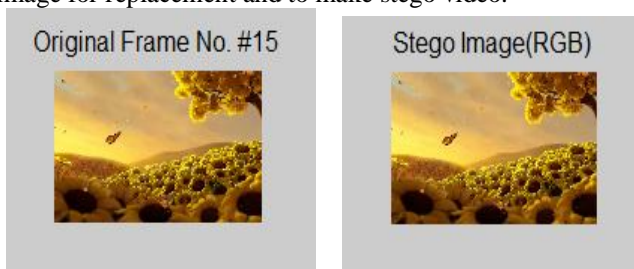 image for replacement and to make stego video.
Original Frame No. #15
Stego Image(RGB)